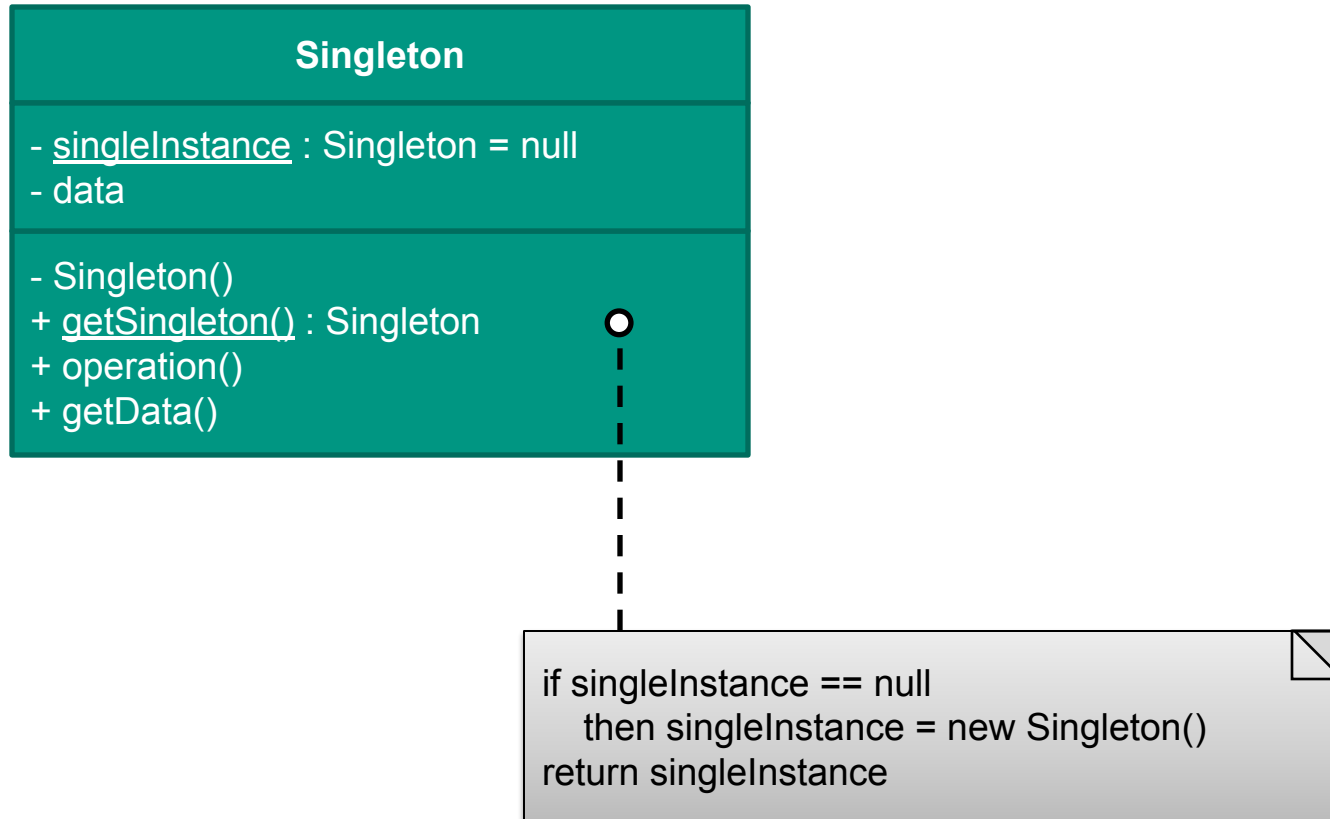 Singleton
- singleInstance : Singleton = null
- data
- Singleton()
+ getSingleton() : Singleton
+ operation()
+ getData()
if singleInstance == null
then singleInstance = new Singleton()
return singleInstance